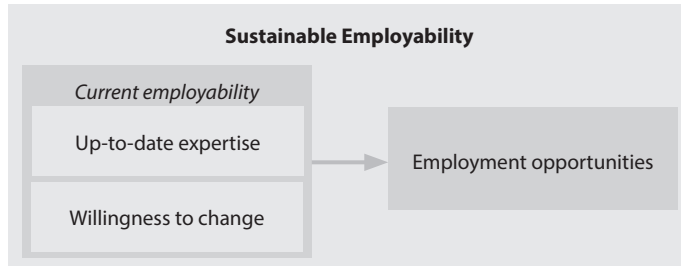 Sustainable Employability
Current employability
Up-to-date expertise
Employment opportunities
Willingness to change